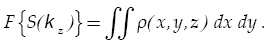 F{S(k_z)} = ∬ ρ(x,y,z) dx dy.